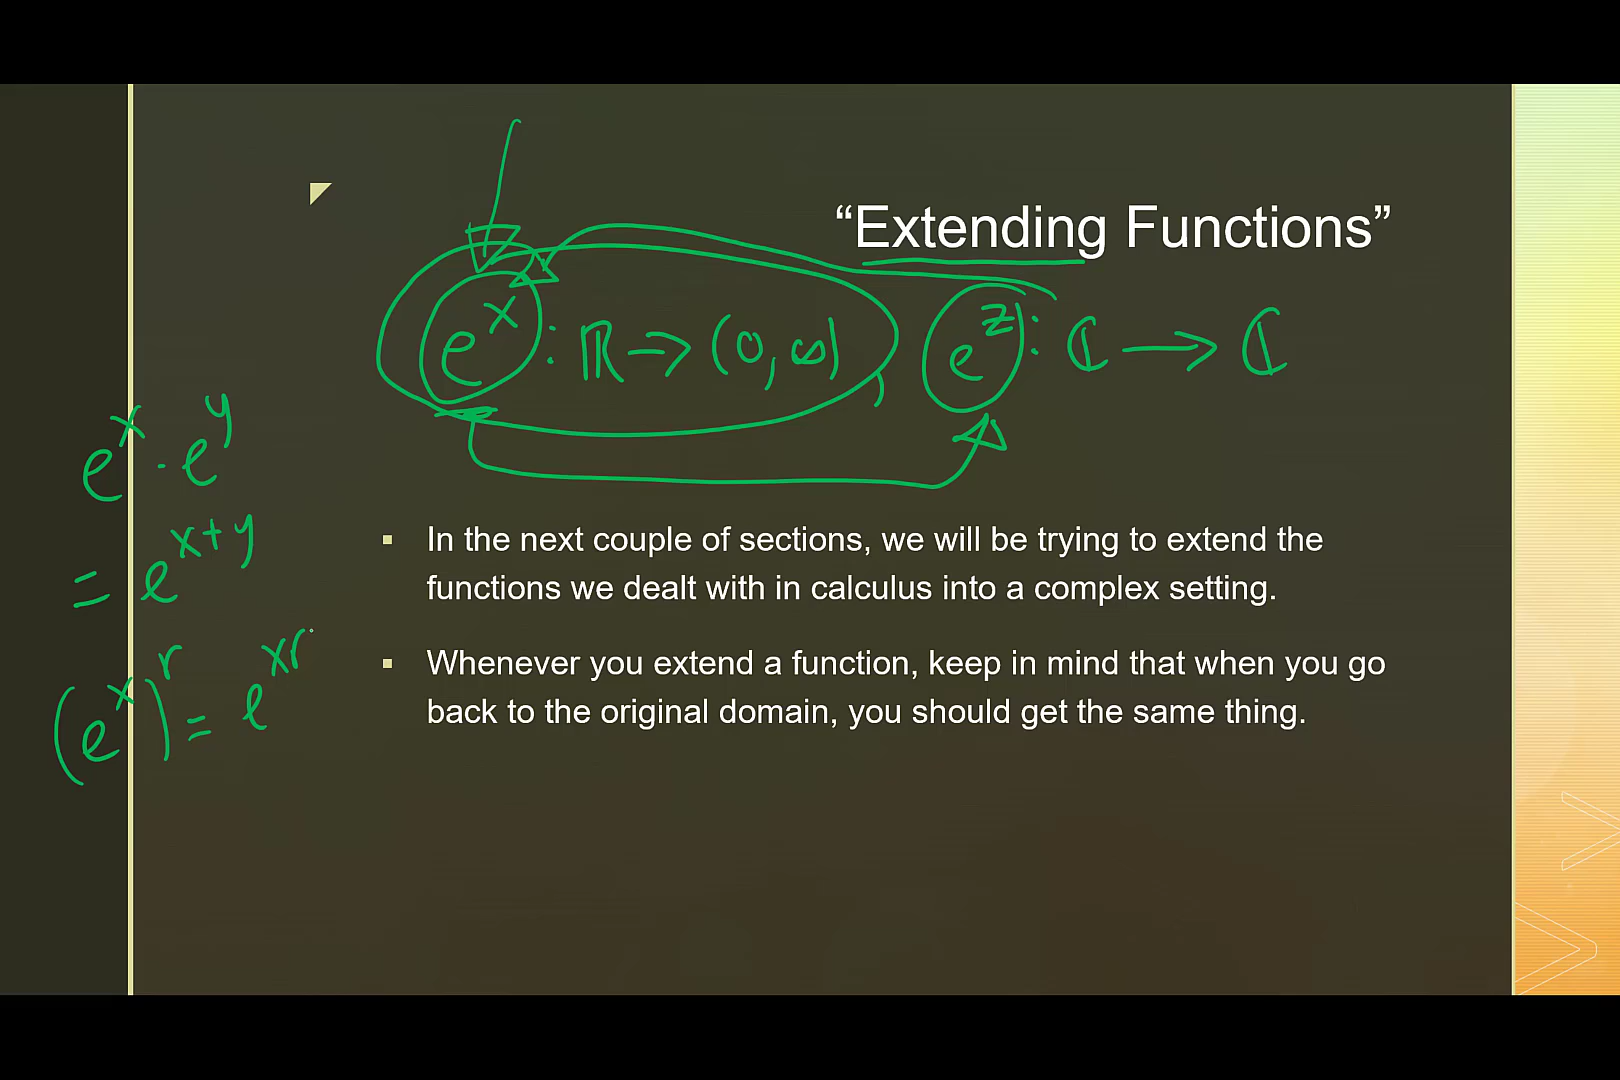 “Extending Functions”
e^x : ℝ → (0, ∞), e^z : ℂ → ℂ
e^x · e^y
= e^{x+y}
(e^x)^r = e^{xr}
▪ In the next couple of sections, we will be trying to extend the
functions we dealt with in calculus into a complex setting.
▪ Whenever you extend a function, keep in mind that when you go
back to the original domain, you should get the same thing.